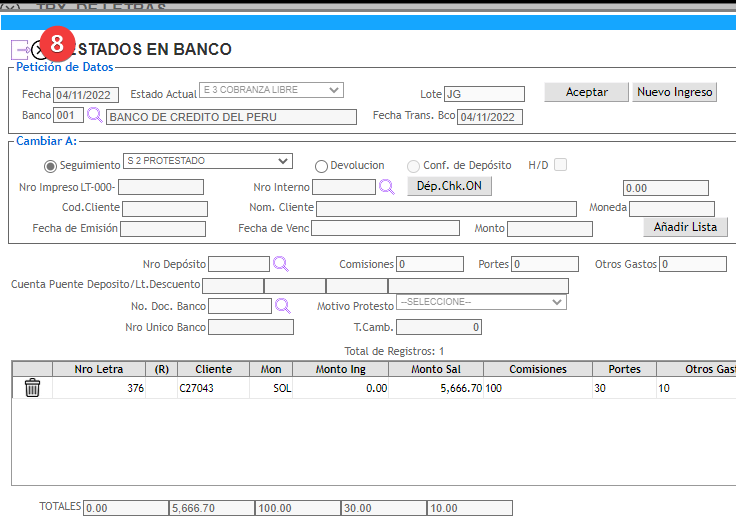 TRX. DE LETRAS
8 ESTADOS EN BANCO
Petición de Datos
Fecha 04/11/2022 Estado Actual E 3 COBRANZA LIBRE Lote JG Aceptar Nuevo Ingreso
Banco 001 BANCO DE CREDITO DEL PERU Fecha Trans. Bco 04/11/2022
Cambiar A:
Seguimiento S 2 PROTESTADO Devolucion Conf. de Depósito H/D
Nro Impreso LT-000- Nro Interno Dép.Chk.ON 0.00
Cod.Cliente Nom. Cliente Moneda
Fecha de Emisión Fecha de Venc Monto Añadir Lista
Nro Depósito Comisiones 0 Portes 0 Otros Gastos 0
Cuenta Puente Deposito/Lt.Descuento
No. Doc. Banco Motivo Protesto --SELECCIONE--
Nro Unico Banco T.Camb. 0
Total de Registros: 1
Nro Letra (R) Cliente Mon Monto Ing Monto Sal Comisiones Portes Otros Gast
376 C27043 SOL 0.00 5,666.70 100 30 10
TOTALES 0.00 5,666.70 100.00 30.00 10.00